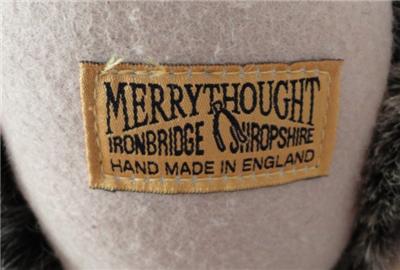 MERRYTHOUGHT
IRONBRIDGE SHROPSHIRE
HAND MADE IN ENGLAND